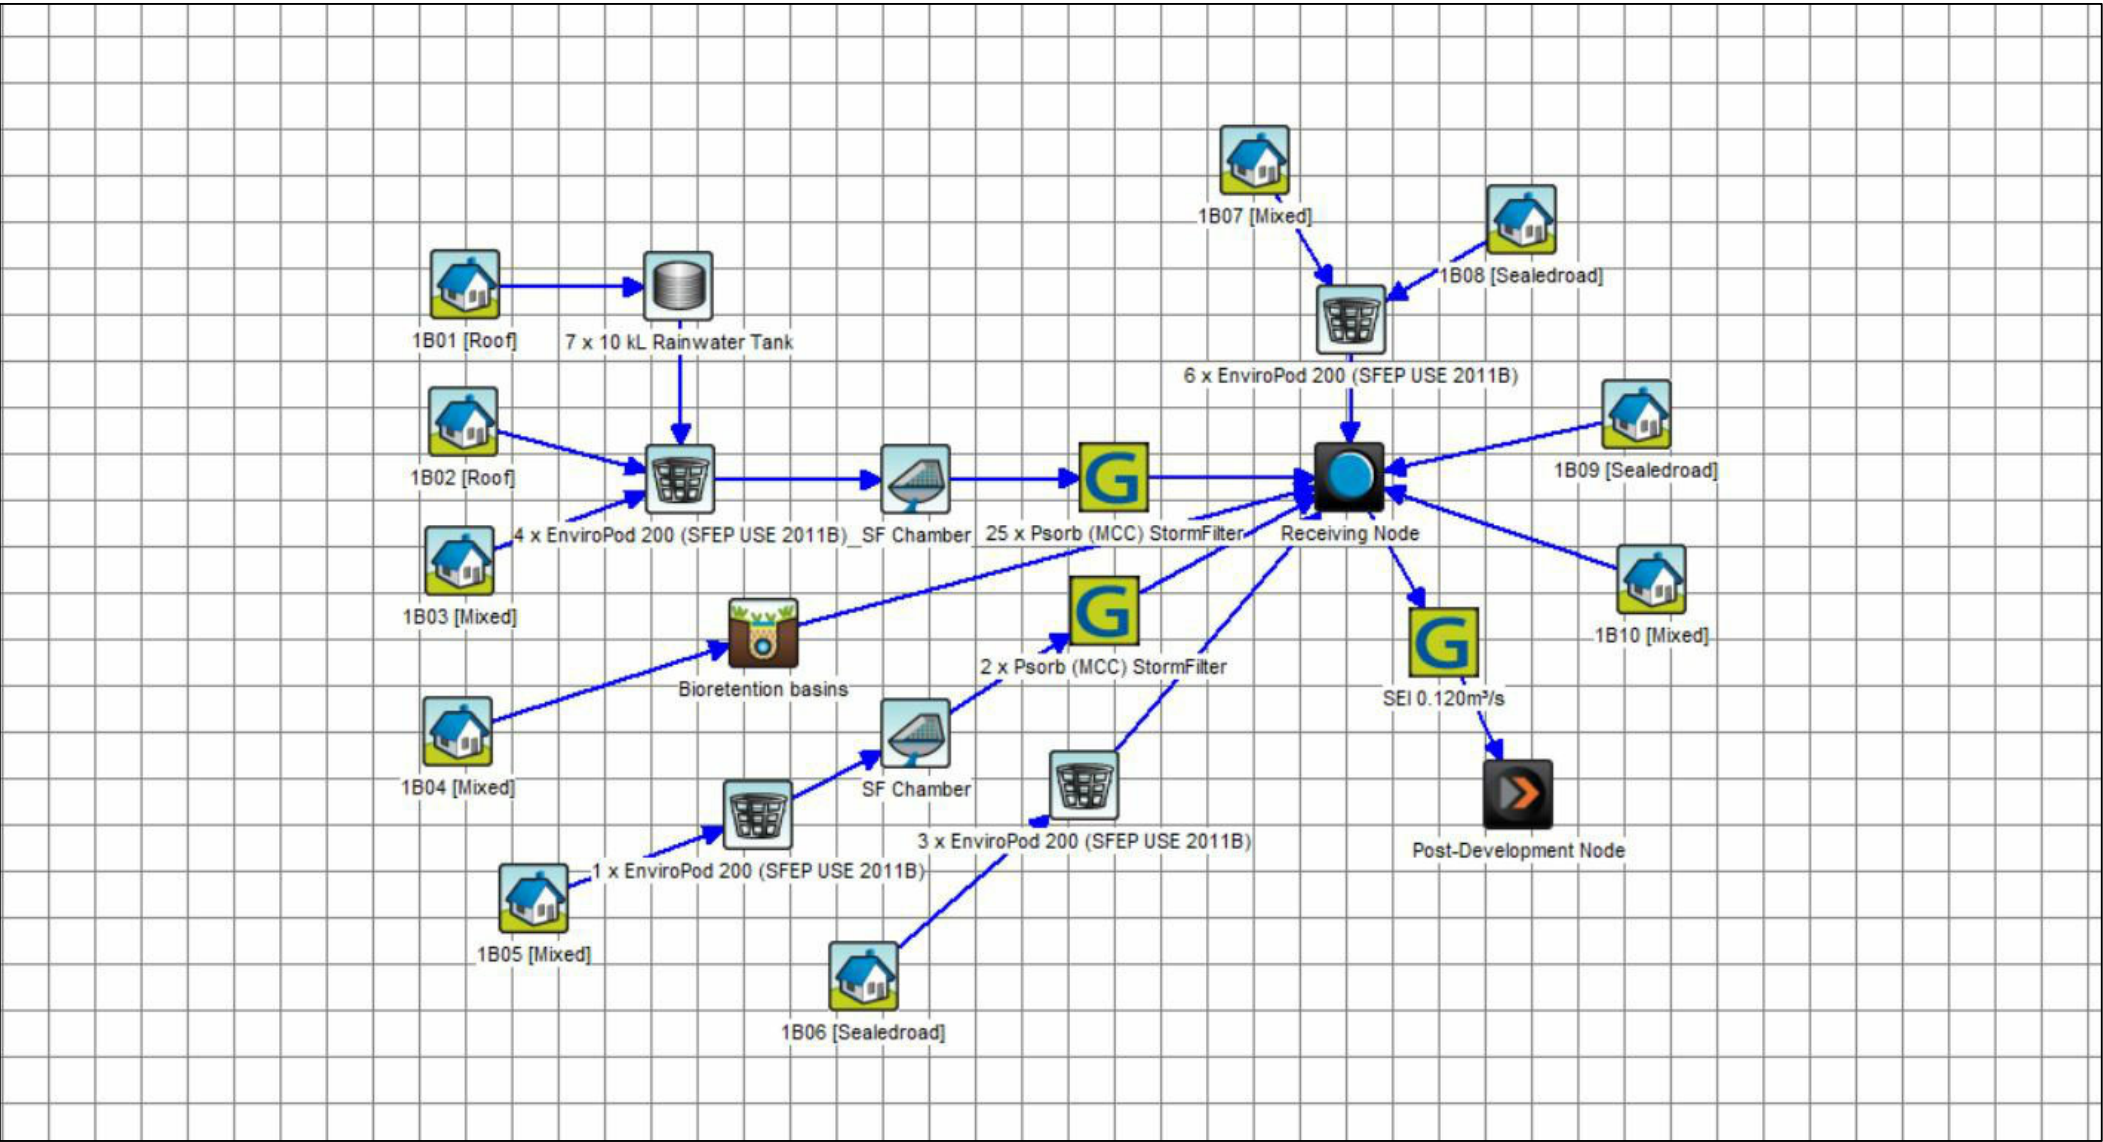 1B07 [Mixed]
1B08 [Sealedroad]
1B01 [Roof]
7 x 10 kL Rainwater Tank
6 x EnviroPod 200 (SFEP USE 2011B)
1B02 [Roof]
1B09 [Sealedroad]
4 x EnviroPod 200 (SFEP USE 2011B)
SF Chamber
G
25 x Psorb (MCC) StormFilter
Receiving Node
1B03 [Mixed]
G
2 x Psorb (MCC) StormFilter
1B10 [Mixed]
Bioretention basins
G
SEI 0.120m³/s
1B04 [Mixed]
SF Chamber
3 x EnviroPod 200 (SFEP USE 2011B)
Post-Development Node
1 x EnviroPod 200 (SFEP USE 2011B)
1B05 [Mixed]
1B06 [Sealedroad]